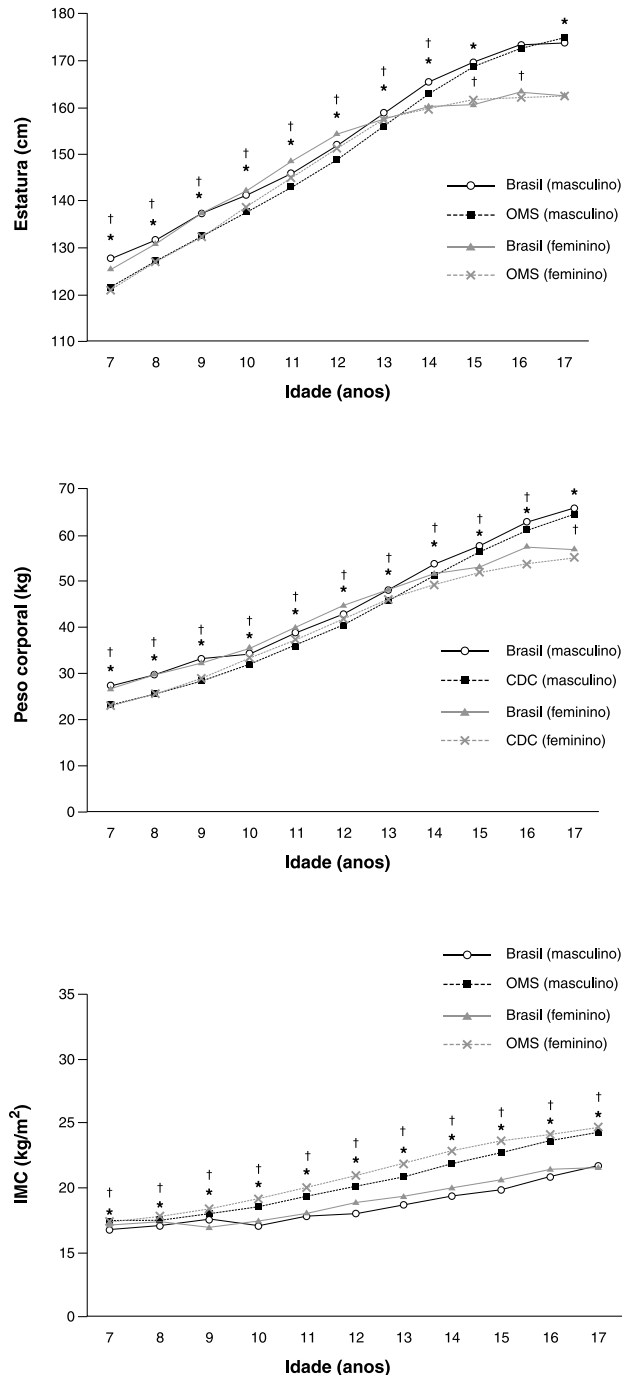 180
170
160
150
140
130
120
110
Estatura (cm)
† † † † † † † † * *
* * * * * * * * † †
Brasil (masculino)
OMS (masculino)
Brasil (feminino)
OMS (feminino)
7 8 9 10 11 12 13 14 15 16 17
Idade (anos)
70
60
50
40
30
20
10
0
Peso corporal (kg)
† † † † † † † † † † *
* * * * * * * * * * †
Brasil (masculino)
CDC (masculino)
Brasil (feminino)
CDC (feminino)
7 8 9 10 11 12 13 14 15 16 17
Idade (anos)
Brasil (masculino)
OMS (masculino)
Brasil (feminino)
OMS (feminino)
35
30
25
20
15
0
IMC (kg/m²)
† † † † † † † † † † †
* * * * * * * * * * *
7 8 9 10 11 12 13 14 15 16 17
Idade (anos)